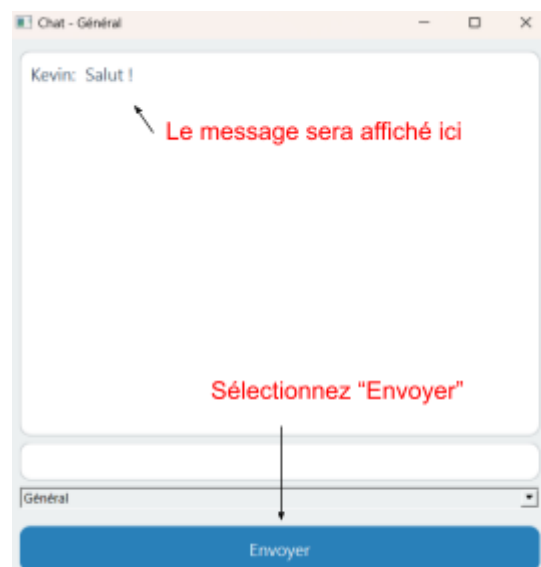 Chat - Général
Kevin: Salut !
Le message sera affiché ici
Sélectionnez “Envoyer”
Général
Envoyer